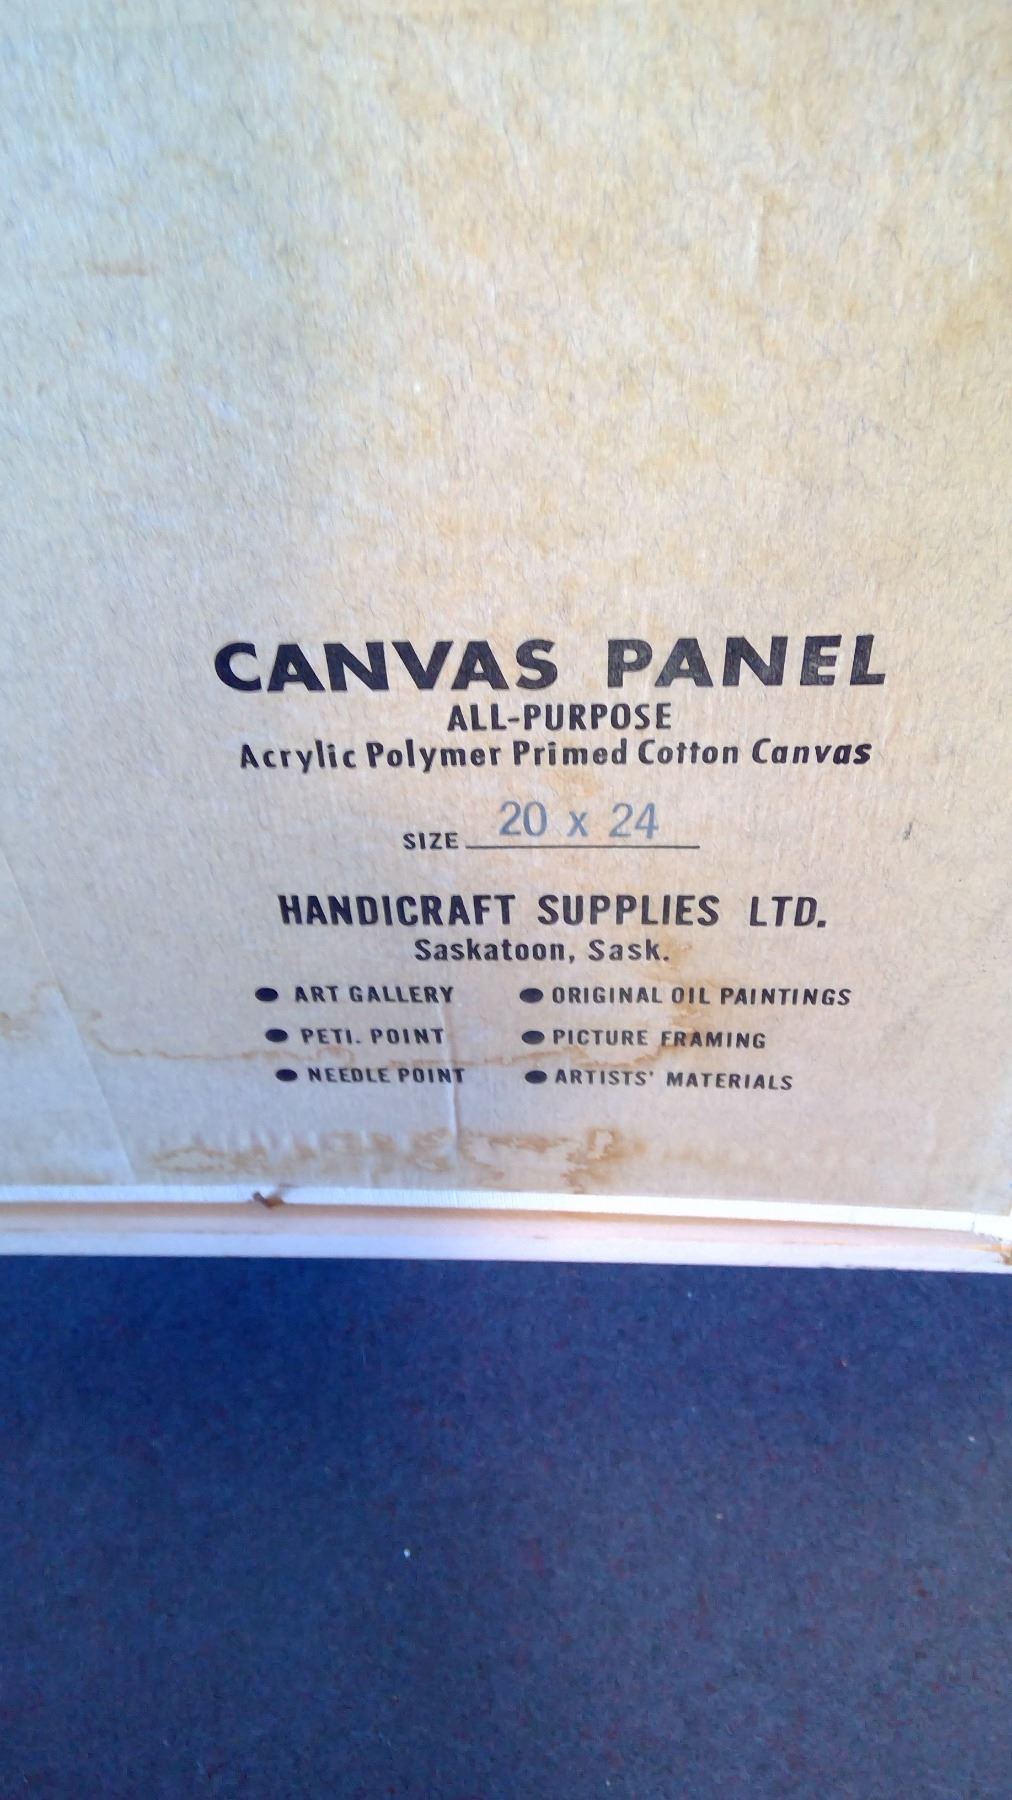 CANVAS PANEL
ALL-PURPOSE
Acrylic Polymer Primed Cotton Canvas
SIZE 20 x 24
HANDICRAFT SUPPLIES LTD.
Saskatoon, Sask.
● ART GALLERY ● ORIGINAL OIL PAINTINGS
● PETI. POINT ● PICTURE FRAMING
● NEEDLE POINT ● ARTISTS' MATERIALS